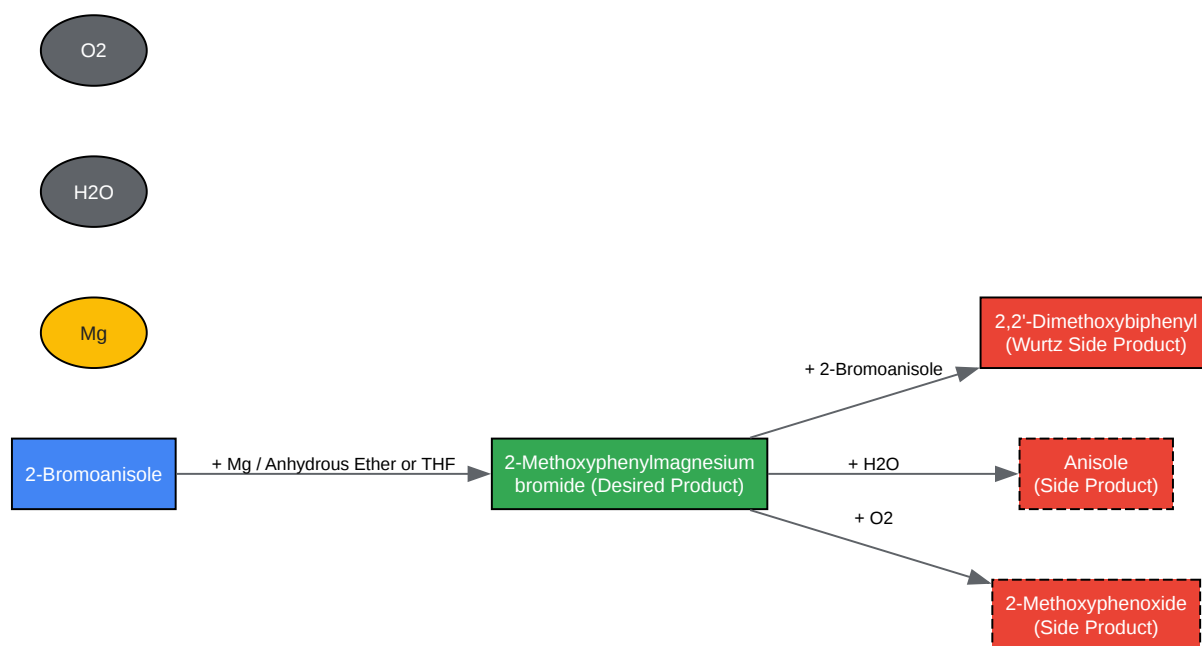 O2
H2O
Mg
2,2'-Dimethoxybiphenyl
(Wurtz Side Product)
+ 2-Bromoanisole
2-Bromoanisole
+ Mg / Anhydrous Ether or THF
2-Methoxyphenylmagnesium
bromide (Desired Product)
+ H2O
Anisole
(Side Product)
+ O2
2-Methoxyphenoxide
(Side Product)